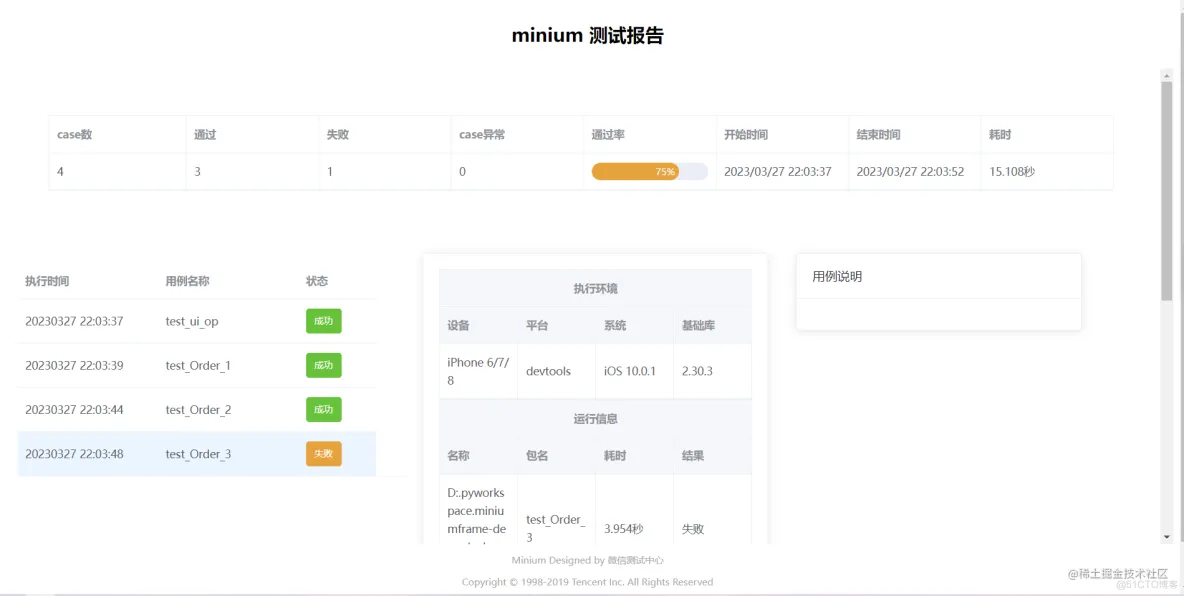 minium 测试报告
case数 通过 失败 case异常 通过率 开始时间 结束时间 耗时
4 3 1 0 75% 2023/03/27 22:03:37 2023/03/27 22:03:52 15.108秒
执行时间 用例名称 状态
20230327 22:03:37 test_ui_op 成功
20230327 22:03:39 test_Order_1 成功
20230327 22:03:44 test_Order_2 成功
20230327 22:03:48 test_Order_3 失败
执行环境
设备 平台 系统 基础库
iPhone 6/7/
8
devtools
iOS 10.0.1
2.30.3
运行信息
名称 包名 耗时 结果
D:.pyworks
pace.miniu
mframe-de
test_Order_
3
3.954秒
失败
用例说明
Minium Designed by 微信测试中心
Copyright © 1998-2019 Tencent Inc. All Rights Reserved
@稀土掘金技术社区
@51CTO博客